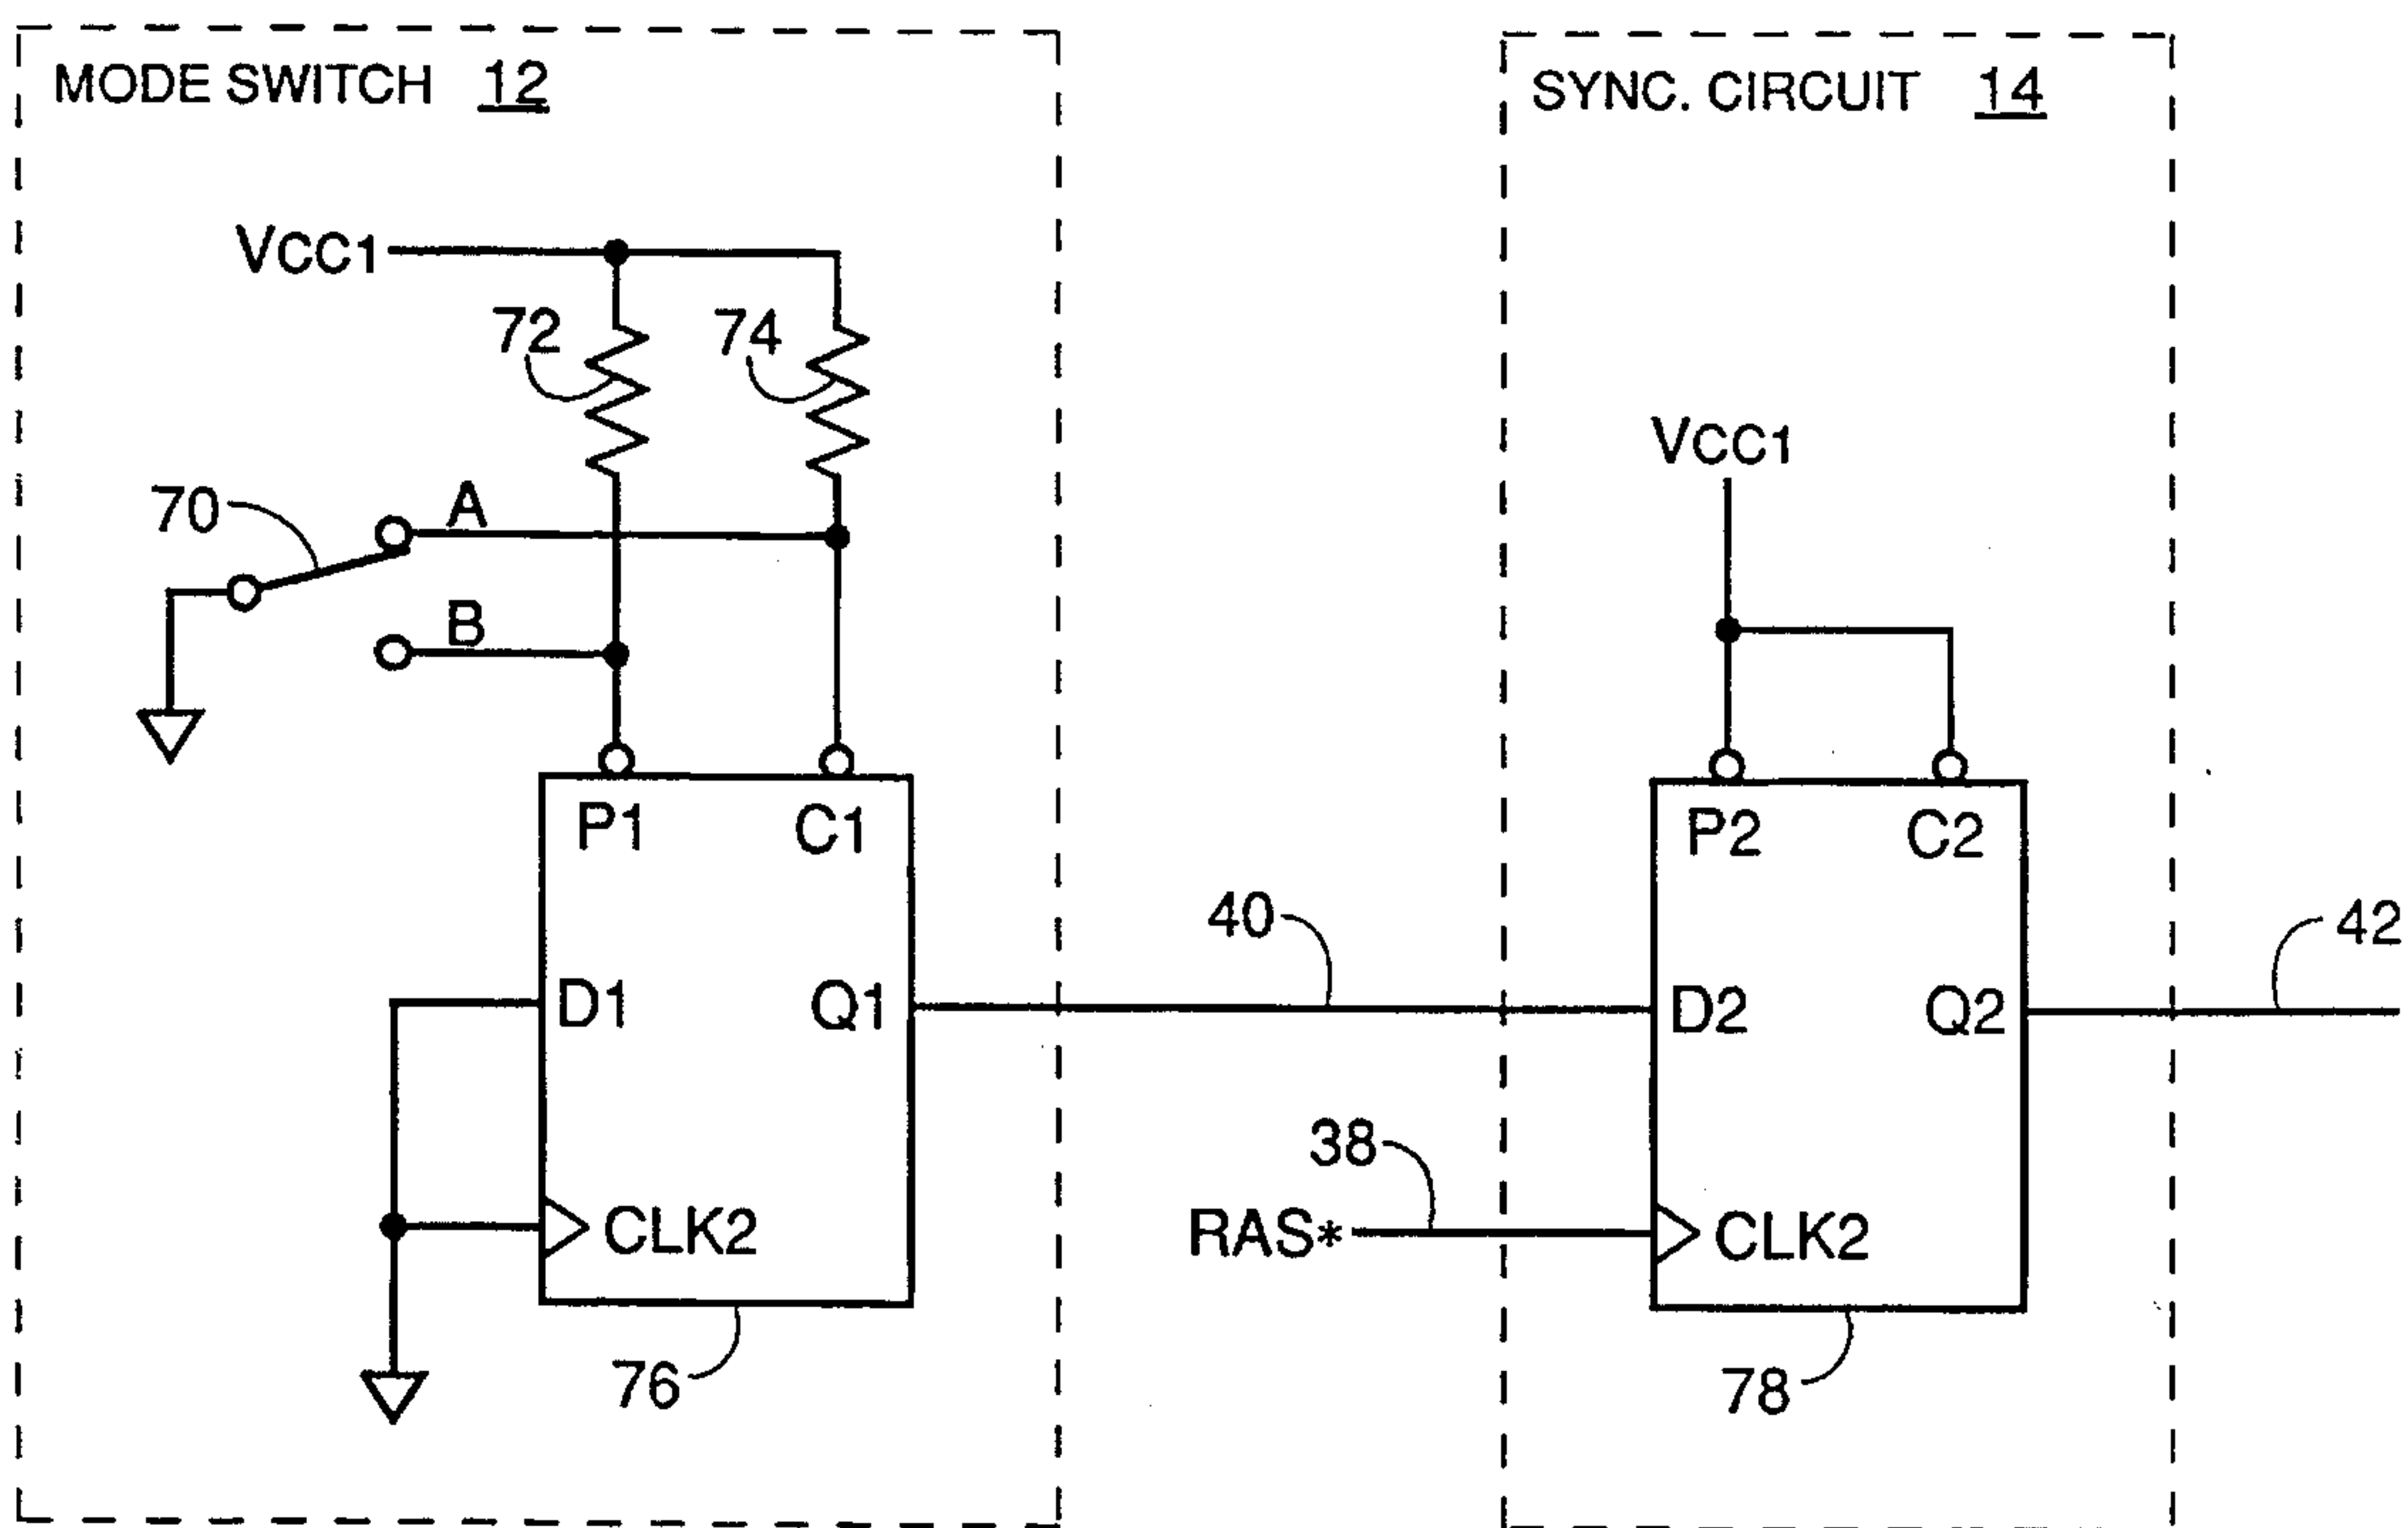 MODE SWITCH 12
SYNC. CIRCUIT 14
VCC1
72
74
VCC1
70
A
B
P1
C1
P2
C2
40
42
D1
Q1
D2
Q2
38
CLK2
RAS*
CLK2
76
78